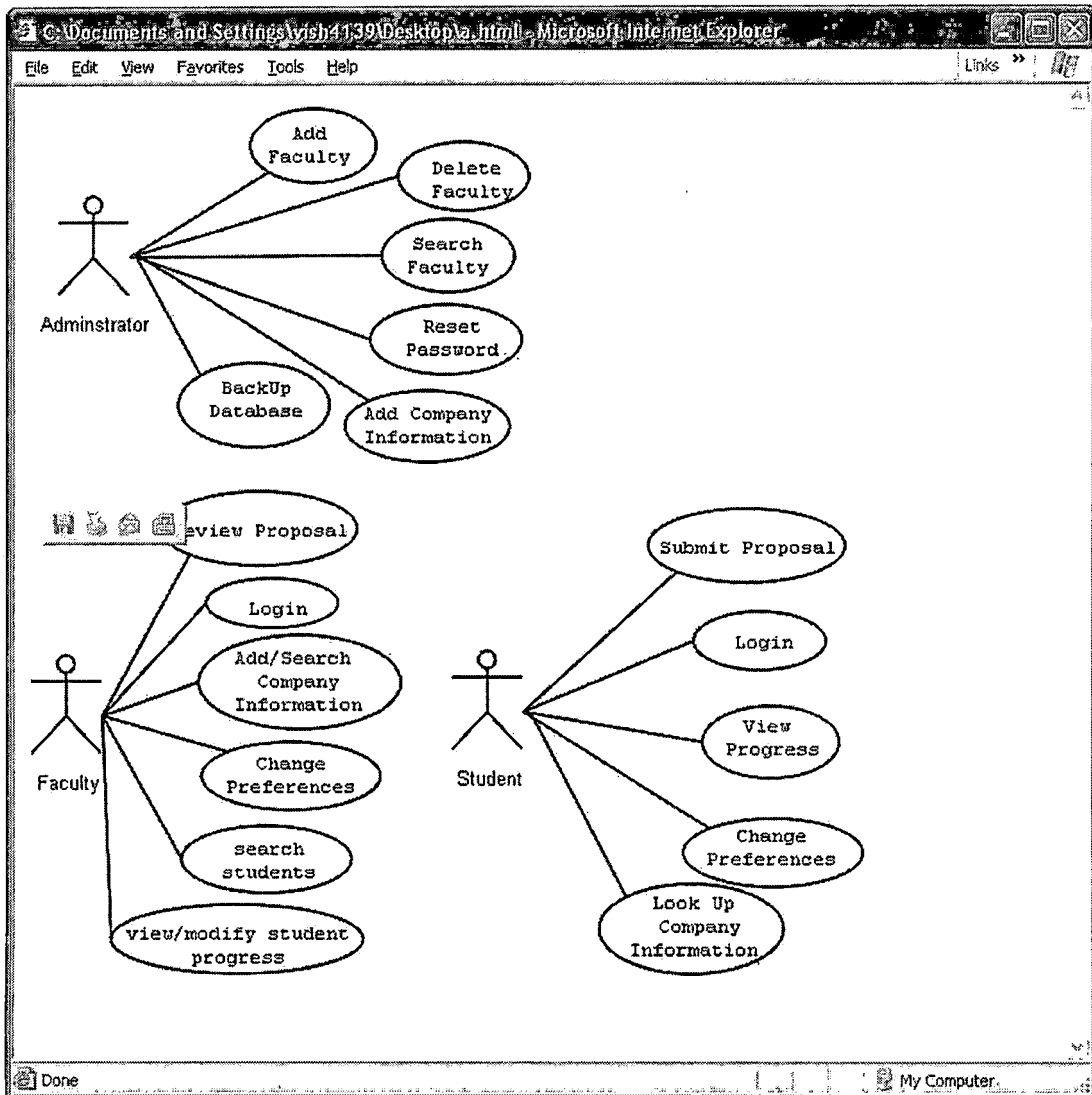 C:\Documents and Settings\vish4139\Desktop\a.html - Microsoft Internet Explorer
File Edit View Favorites Tools Help
Links »
Add
Faculty
Delete
Faculty
Search
Faculty
Reset
Password
Adminstrator
BackUp
Database
Add Company
Information
eview Proposal
Login
Add/Search
Company
Information
Change
Preferences
Faculty
search
students
view/modify student
progress
Submit Proposal
Login
View
Progress
Student
Change
Preferences
Look Up
Company
Information
Done
My Computer